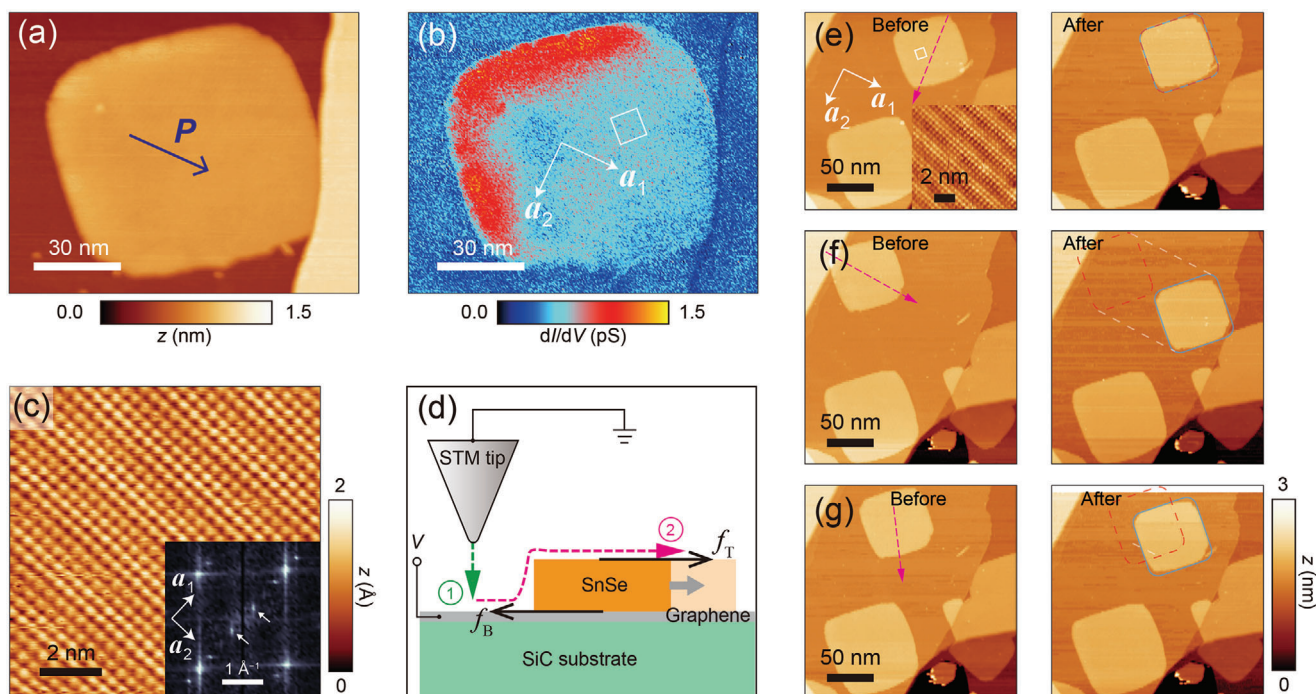 (a)
P
30 nm
0.0
1.5
z (nm)
(b)
a1
a2
30 nm
0.0
1.5
dI/dV (pS)
(c)
2 nm
a1
a2
1 Å⁻¹
2
z (Å)
0
(d)
STM tip
V
1
2
fT
SnSe
fB
Graphene
SiC substrate
(e)
Before
a1
a2
50 nm
2 nm
After
(f)
Before
50 nm
After
(g)
Before
50 nm
After
3
z (nm)
0